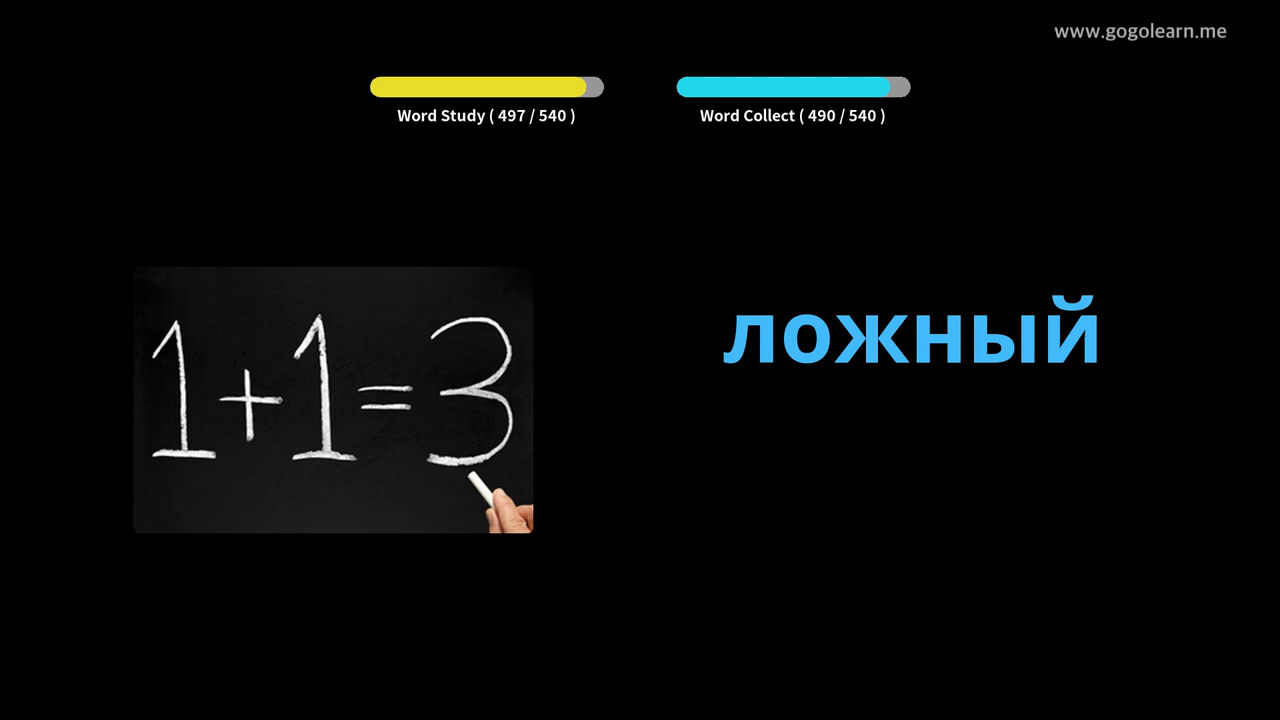 www.gogolearn.me
Word Study ( 497 / 540 )
Word Collect ( 490 / 540 )
1+1=3
ложный